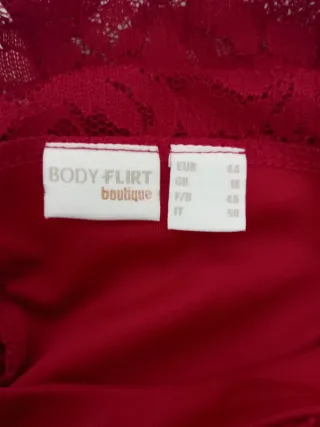 BODY FLIRT
boutique
EUR 44
GB 18
F/B 46
IT 50